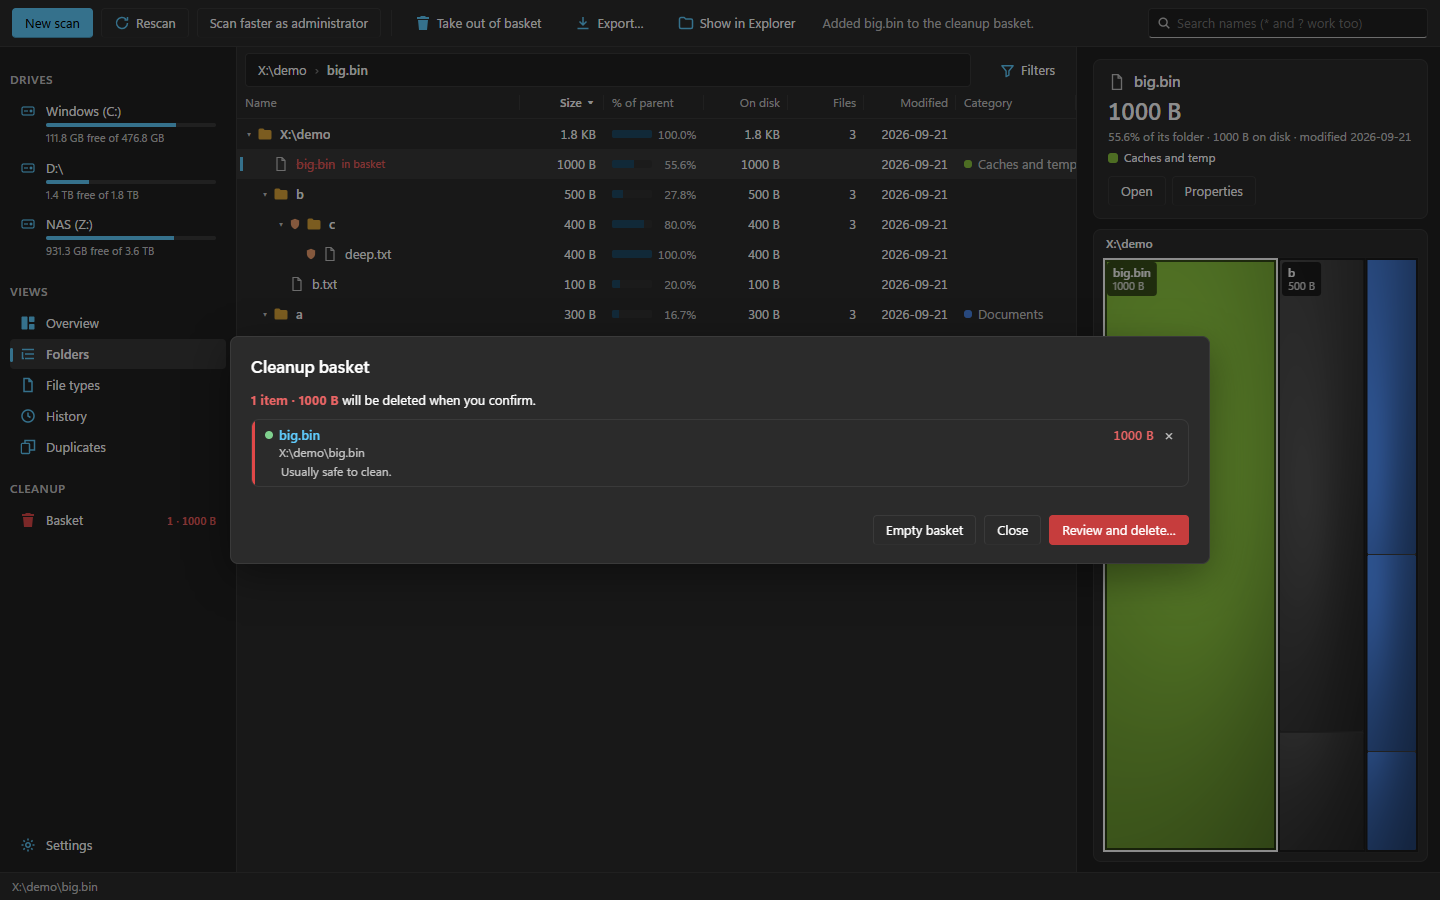 New scan
Rescan
Scan faster as administrator
Take out of basket
Export...
Show in Explorer
Added big.bin to the cleanup basket.
Search names (* and ? work too)
DRIVES
Windows (C:)
111.8 GB free of 476.8 GB
D:\
1.4 TB free of 1.8 TB
NAS (Z:)
931.3 GB free of 3.6 TB
VIEWS
Overview
Folders
File types
History
Duplicates
CLEANUP
Basket 1 · 1000 B
Settings
X:\demo › big.bin
Filters
Name Size % of parent On disk Files Modified Category
X:\demo 1.8 KB 100.0% 1.8 KB 3 2026-09-21
big.bin in basket 1000 B 55.6% 1000 B 2026-09-21 Caches and temp
b 500 B 27.8% 500 B 3 2026-09-21
c 400 B 80.0% 400 B 3 2026-09-21
deep.txt 400 B 100.0% 400 B 2026-09-21
b.txt 100 B 20.0% 100 B 2026-09-21
a 300 B 16.7% 300 B 3 2026-09-21 Documents
Cleanup basket
1 item · 1000 B will be deleted when you confirm.
big.bin 1000 B ×
X:\demo\big.bin
Usually safe to clean.
Empty basket
Close
Review and delete...
big.bin
1000 B
55.6% of its folder · 1000 B on disk · modified 2026-09-21
Caches and temp
Open
Properties
X:\demo
big.bin
1000 B
b
500 B
X:\demo\big.bin